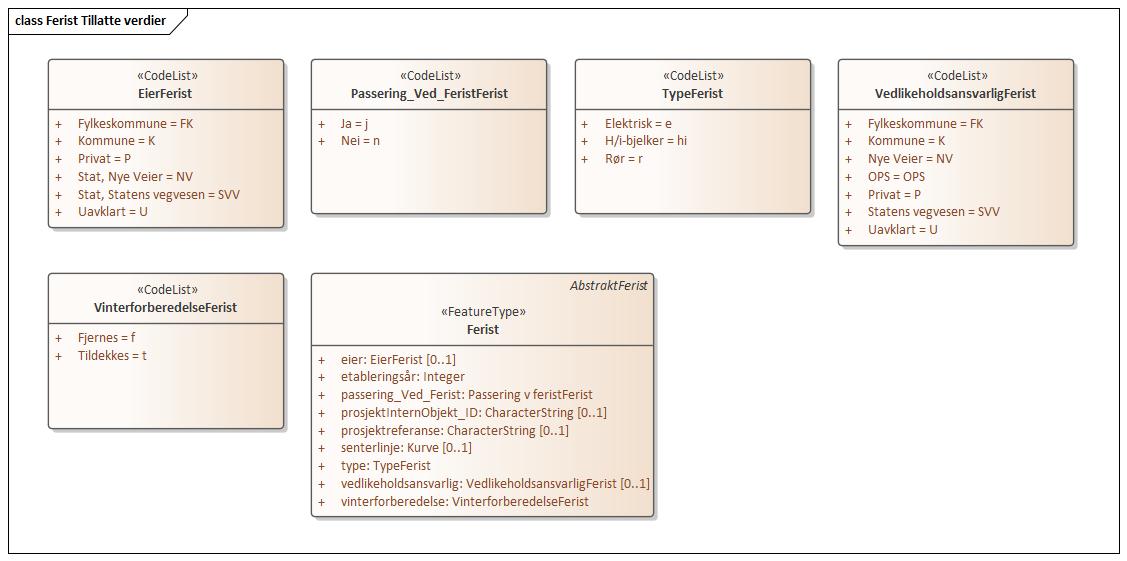 class Ferist Tillatte verdier
«CodeList»
EierFerist
+ Fylkeskommune = FK
+ Kommune = K
+ Privat = P
+ Stat, Nye Veier = NV
+ Stat, Statens vegvesen = SVV
+ Uavklart = U
«CodeList»
Passering_Ved_FeristFerist
+ Ja = j
+ Nei = n
«CodeList»
TypeFerist
+ Elektrisk = e
+ H/i-bjelker = hi
+ Rør = r
«CodeList»
VedlikeholdsansvarligFerist
+ Fylkeskommune = FK
+ Kommune = K
+ Nye Veier = NV
+ OPS = OPS
+ Privat = P
+ Statens vegvesen = SVV
+ Uavklart = U
«CodeList»
VinterforberedelseFerist
+ Fjernes = f
+ Tildekkes = t
AbstraktFerist
«FeatureType»
Ferist
+ eier: EierFerist [0..1]
+ etableringsår: Integer
+ passering_Ved_Ferist: Passering v feristFerist
+ prosjektInternObjekt_ID: CharacterString [0..1]
+ prosjektreferanse: CharacterString [0..1]
+ senterlinje: Kurve [0..1]
+ type: TypeFerist
+ vedlikeholdsansvarlig: VedlikeholdsansvarligFerist [0..1]
+ vinterforberedelse: VinterforberedelseFerist